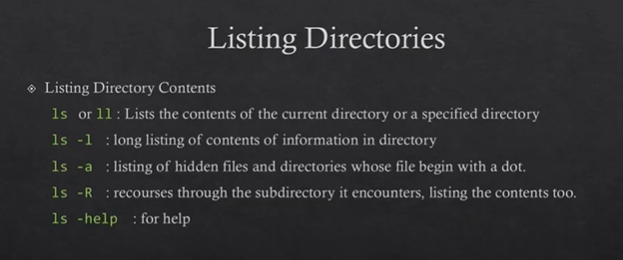 Listing Directories
Listing Directory Contents
ls or ll : Lists the contents of the current directory or a specified directory
ls -l : long listing of contents of information in directory
ls -a : listing of hidden files and directories whose file begin with a dot.
ls -R : recourses through the subdirectory it encounters, listing the contents too.
ls -help : for help